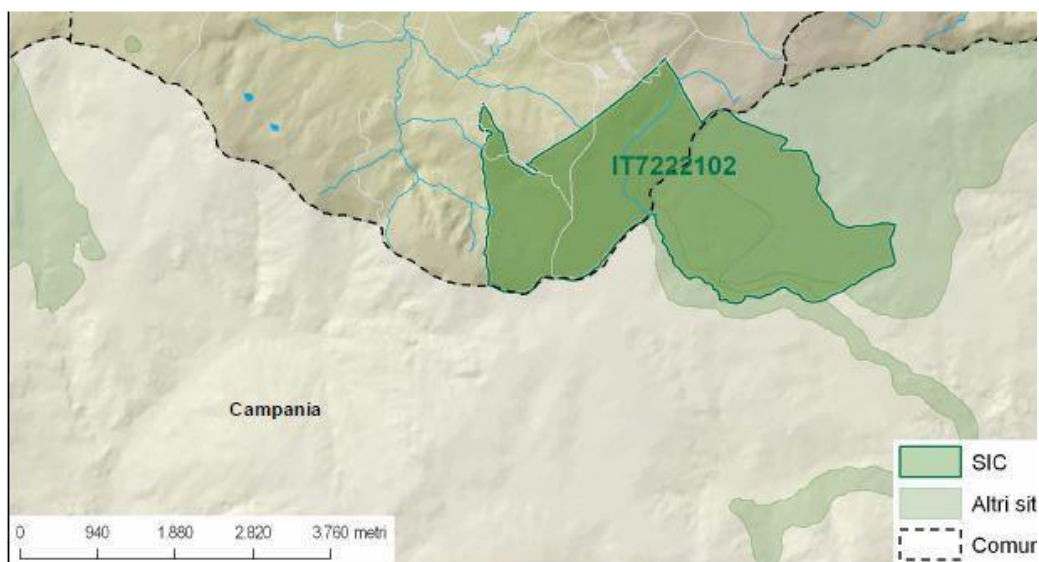 IT7222102
Campania
SIC
Altri sit
Comur
0 940 1.880 2.820 3.760 metri